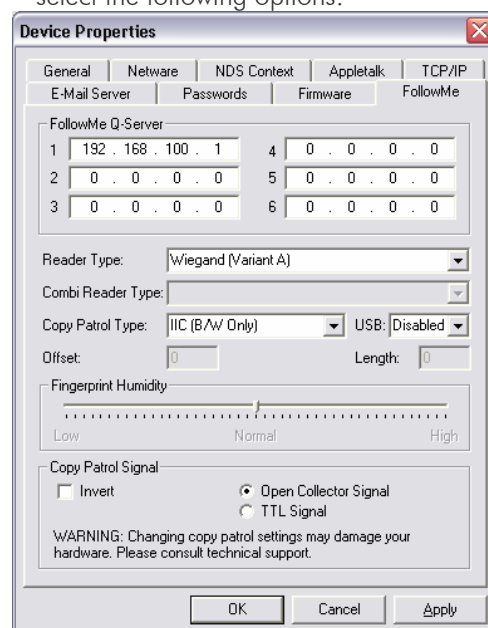 select the following options:
Device Properties
General Netware NDS Context Appletalk TCP/IP
E-Mail Server Passwords Firmware FollowMe
FollowMe Q-Server
1 192 . 168 . 100 . 1 4 0 . 0 . 0 . 0
2 0 . 0 . 0 . 0 5 0 . 0 . 0 . 0
3 0 . 0 . 0 . 0 6 0 . 0 . 0 . 0
Reader Type: Wiegand (Variant A)
Combi Reader Type:
Copy Patrol Type: IIC (B/W Only) USB: Disabled
Offset: 0 Length: 0
Fingerprint Humidity
Low Normal High
Copy Patrol Signal
Invert Open Collector Signal
TTL Signal
WARNING: Changing copy patrol settings may damage your
hardware. Please consult technical support.
OK Cancel Apply